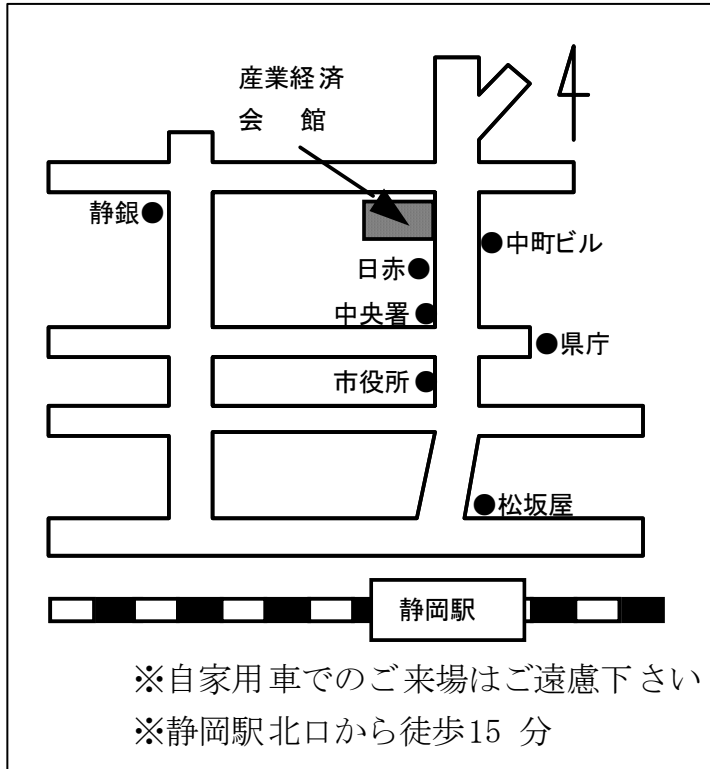 産業経済
会館
静銀
中町ビル
日赤
中央署
県庁
市役所
松坂屋
静岡駅
※自家用車でのご来場はご遠慮下さい
※静岡駅北口から徒歩15 分